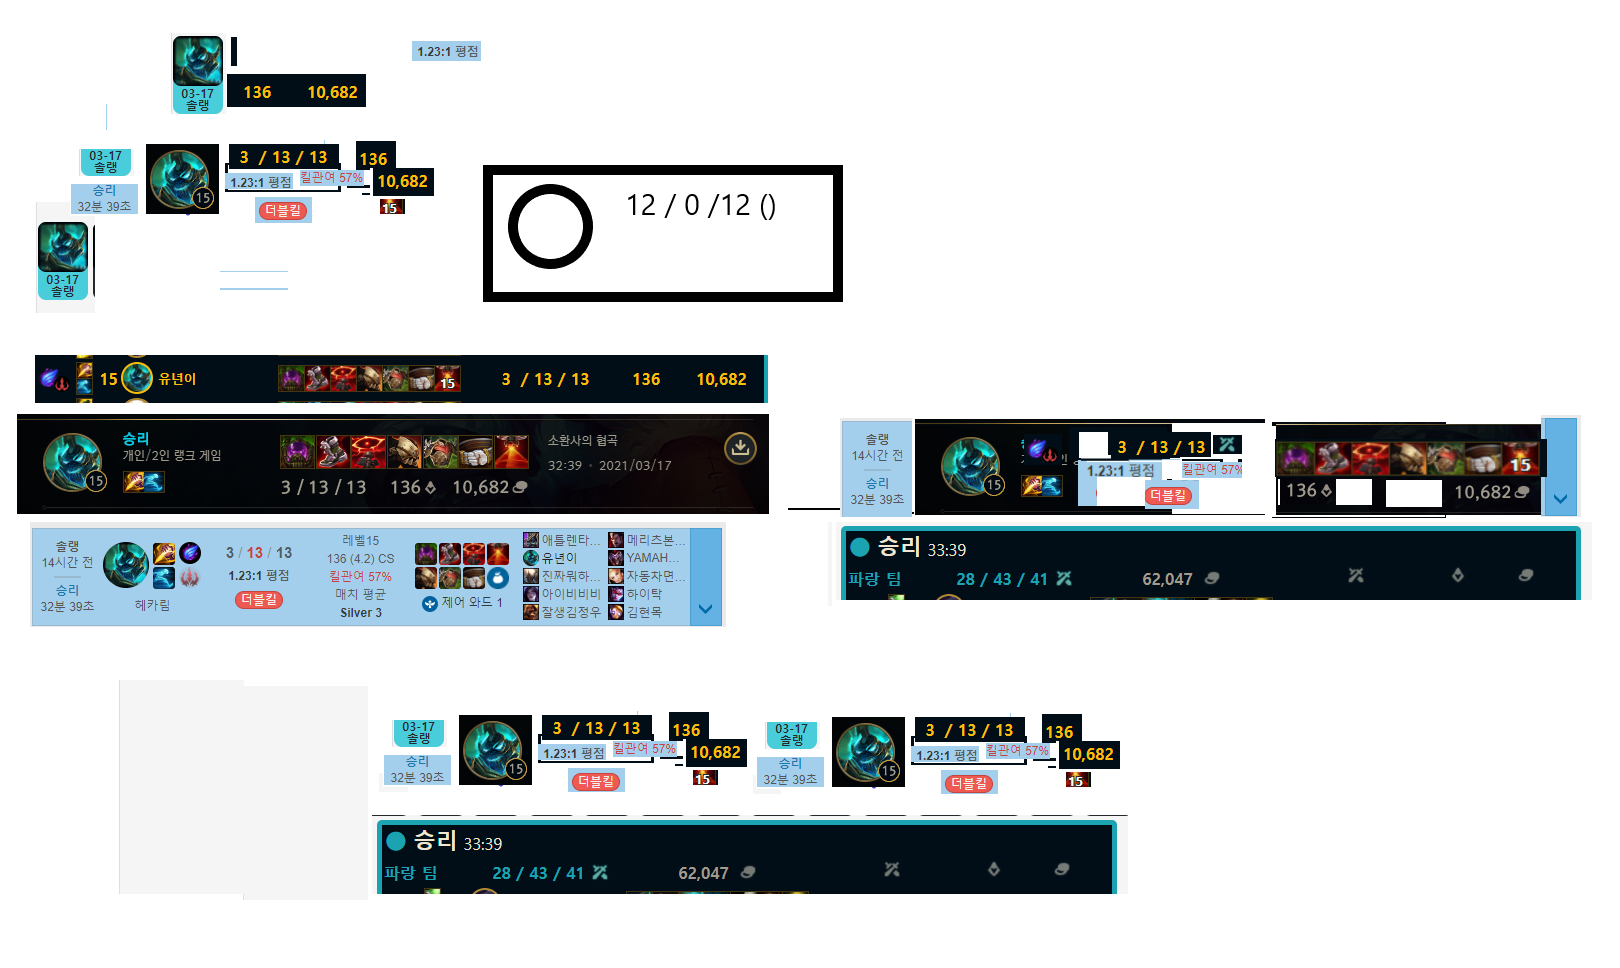 1.23:1 평점
03-17
솔랭
136 10,682
03-17
솔랭
승리
32분 39초
15
3 / 13 / 13
1.23:1 평점
킬관여 57%
더블킬
136
10,682
15
12 / 0 /12 ()
03-17
솔랭
15 유년이 15 3 / 13 / 13 136 10,682
승리
개인/2인 랭크 게임
15
3 / 13 / 13 136 10,682
소환사의 협곡
32:39 • 2021/03/17
솔랭
14시간 전
승리
32분 39초
15
3 / 13 / 13
1.23:1 평점
킬관여 57%
더블킬
15
136 10,682
솔랭
14시간 전
승리
32분 39초
헤카림
3 / 13 / 13
1.23:1 평점
더블킬
레벨15
136 (4.2) CS
킬관여 57%
매치 평균
Silver 3
제어 와드 1
애틀렌타...
유년이
진짜뭐하...
아이비비비
잘생김정우
메리츠본...
YAMAH...
자동차면...
하이탁
김현목
승리 33:39
파랑 팀 28 / 43 / 41 62,047
03-17
솔랭
승리
32분 39초
15
3 / 13 / 13
1.23:1 평점
킬관여 57%
더블킬
136
10,682
15
03-17
솔랭
승리
32분 39초
15
3 / 13 / 13
1.23:1 평점
킬관여 57%
더블킬
136
10,682
15
승리 33:39
파랑 팀 28 / 43 / 41 62,047